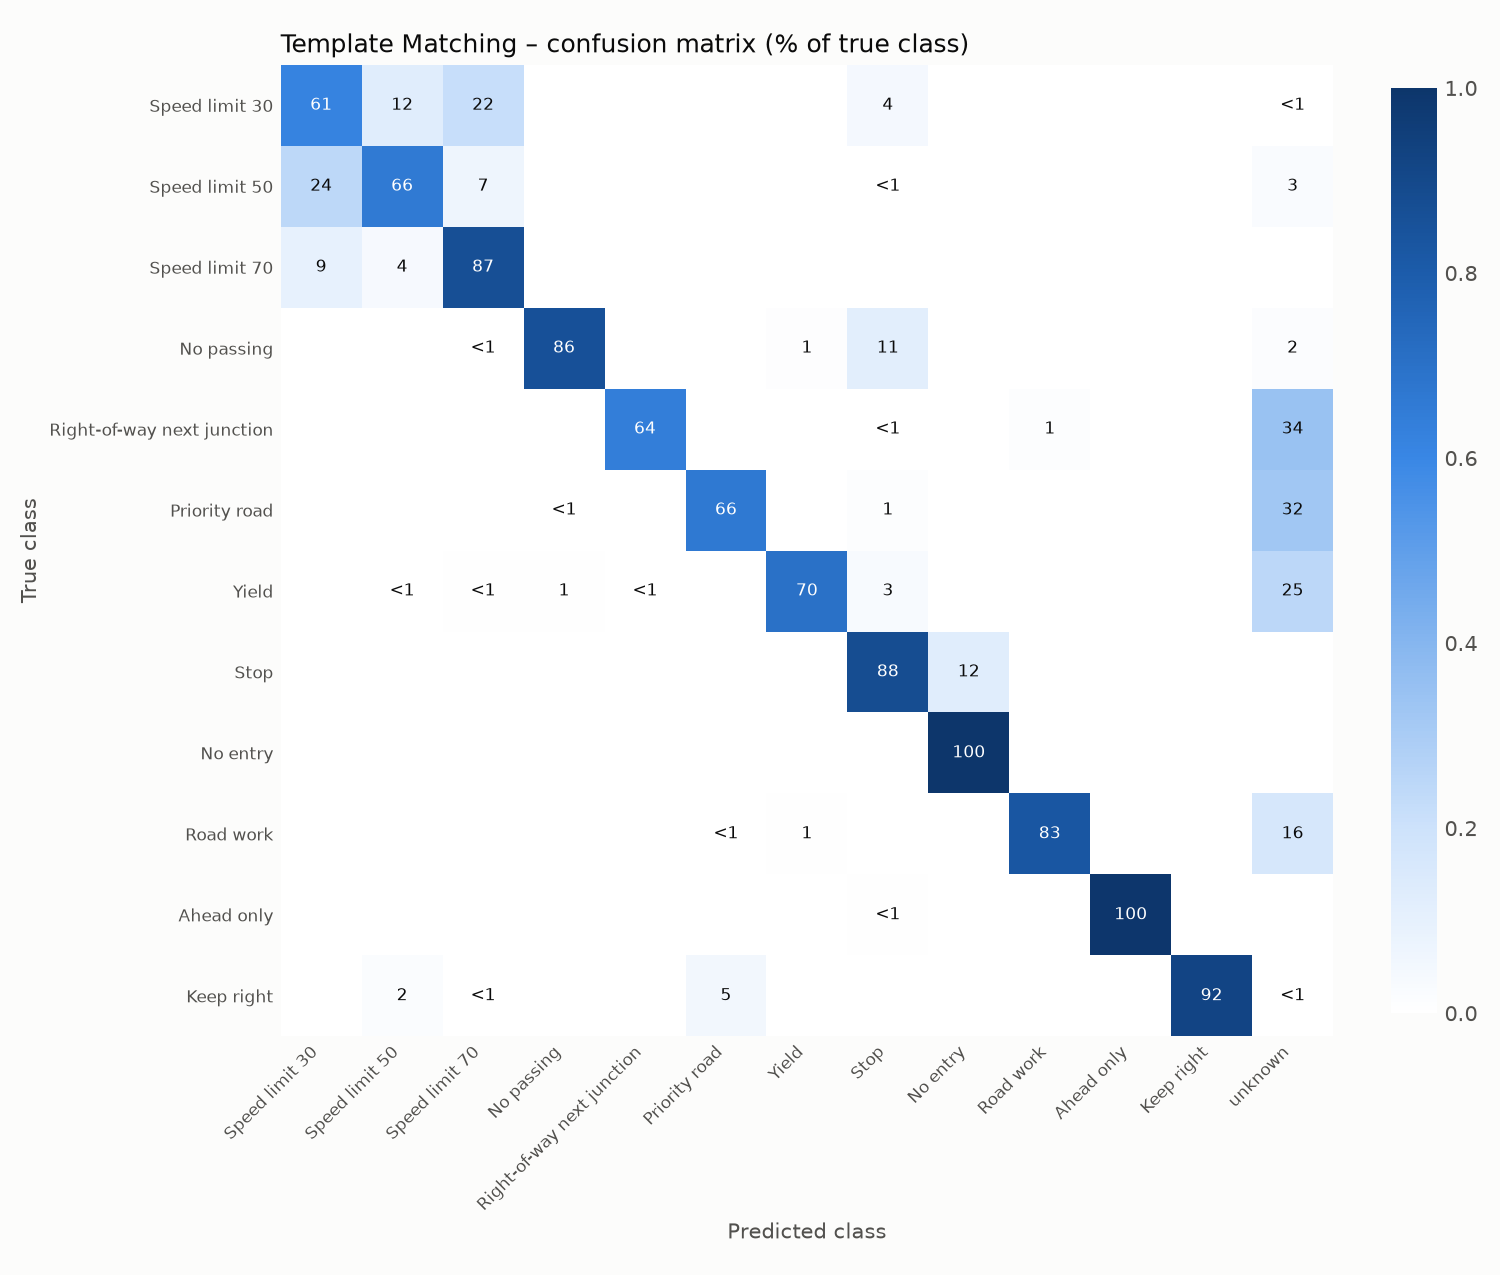 Template Matching – confusion matrix (% of true class)
Speed limit 30 61 12 22 4 <1
Speed limit 50 24 66 7 <1 3
Speed limit 70 9 4 87
No passing <1 86 1 11 2
Right-of-way next junction 64 <1 1 34
Priority road <1 66 1 32
Yield <1 <1 1 <1 70 3 25
Stop 88 12
No entry 100
Road work <1 1 83 16
Ahead only <1 100
Keep right 2 <1 5 92 <1
True class
Speed limit 30
Speed limit 50
Speed limit 70
No passing
Right-of-way next junction
Priority road
Yield
Stop
No entry
Road work
Ahead only
Keep right
unknown
Predicted class
1.0
0.8
0.6
0.4
0.2
0.0